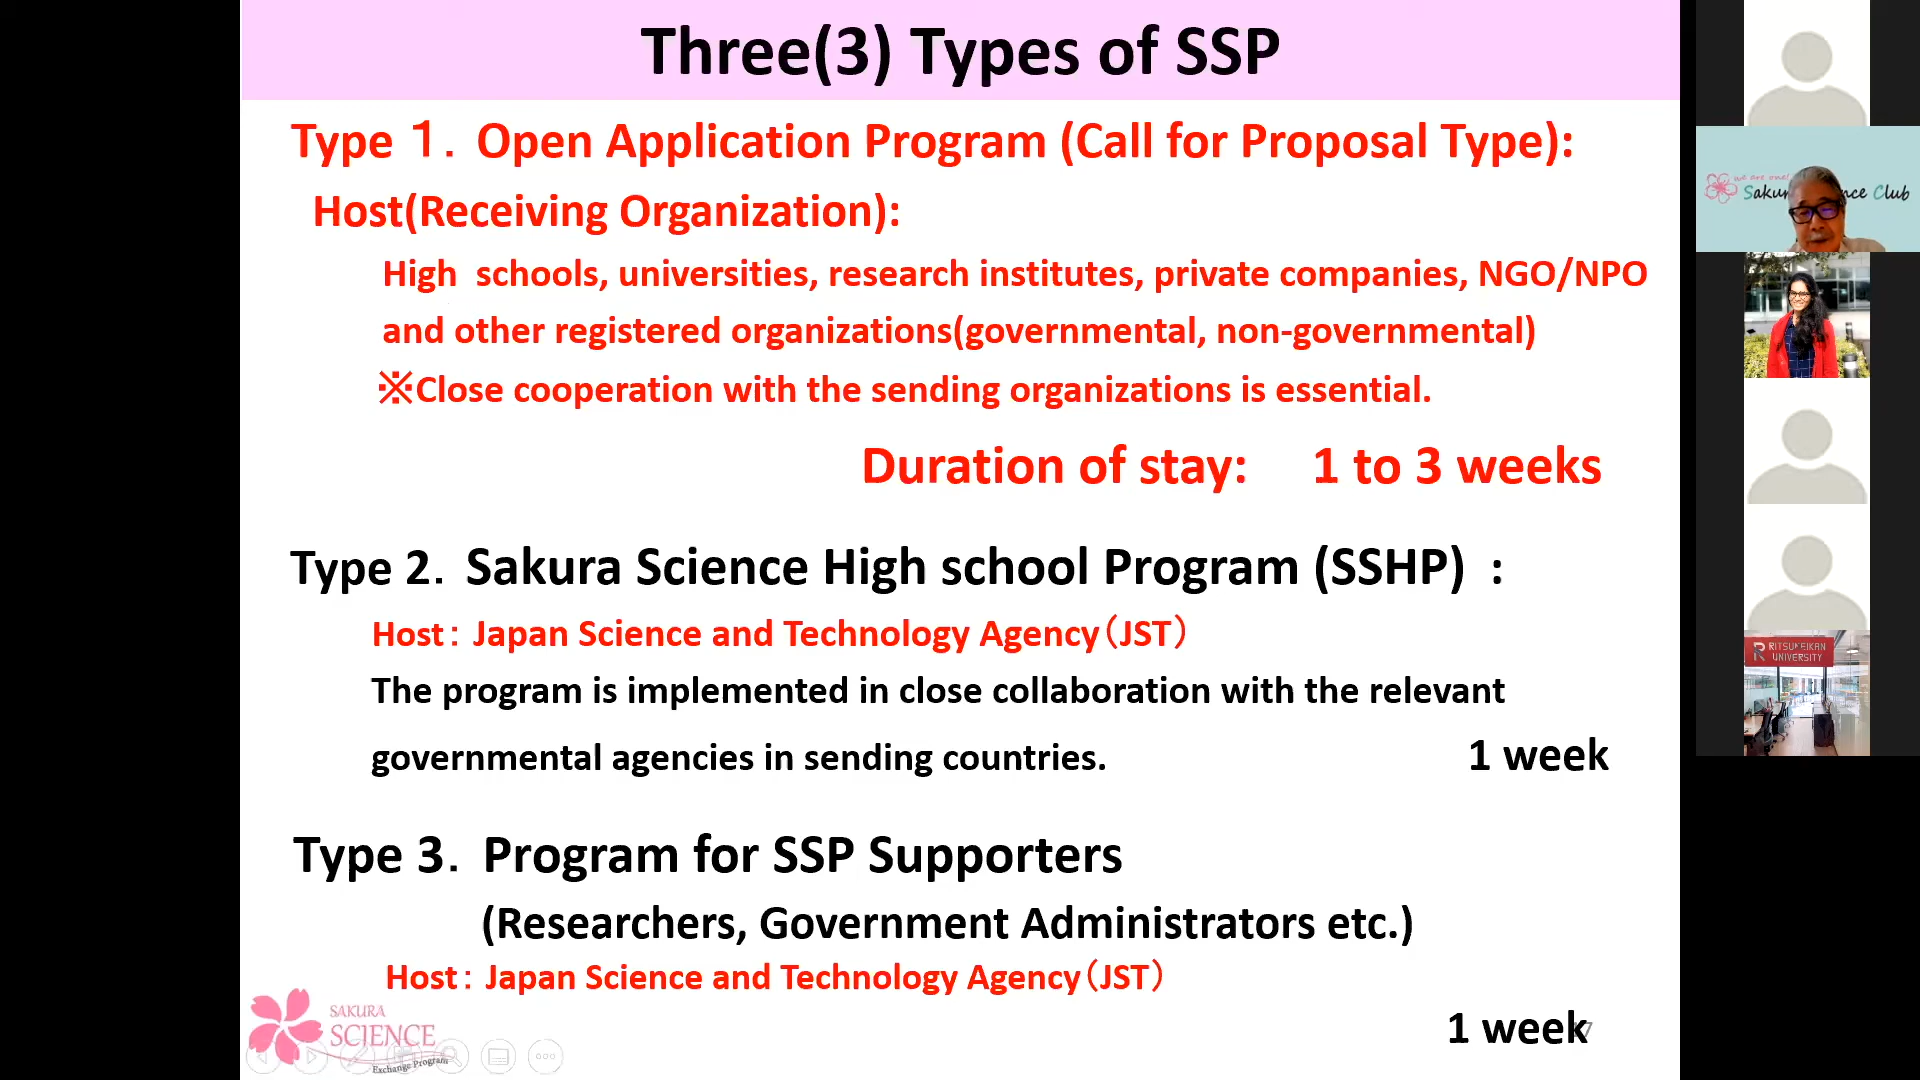 Three(3) Types of SSP
Type 1. Open Application Program (Call for Proposal Type):
Host(Receiving Organization):
High schools, universities, research institutes, private companies, NGO/NPO
and other registered organizations(governmental, non-governmental)
※Close cooperation with the sending organizations is essential.
Duration of stay: 1 to 3 weeks
Type 2. Sakura Science High school Program (SSHP) :
Host: Japan Science and Technology Agency(JST)
The program is implemented in close collaboration with the relevant
governmental agencies in sending countries.
1 week
Type 3. Program for SSP Supporters
(Researchers, Government Administrators etc.)
Host: Japan Science and Technology Agency(JST)
1 week
7
SAKURA
SCIENCE
Exchange Program
we are one!
Club
RITSUMEIKAN
UNIVERSITY